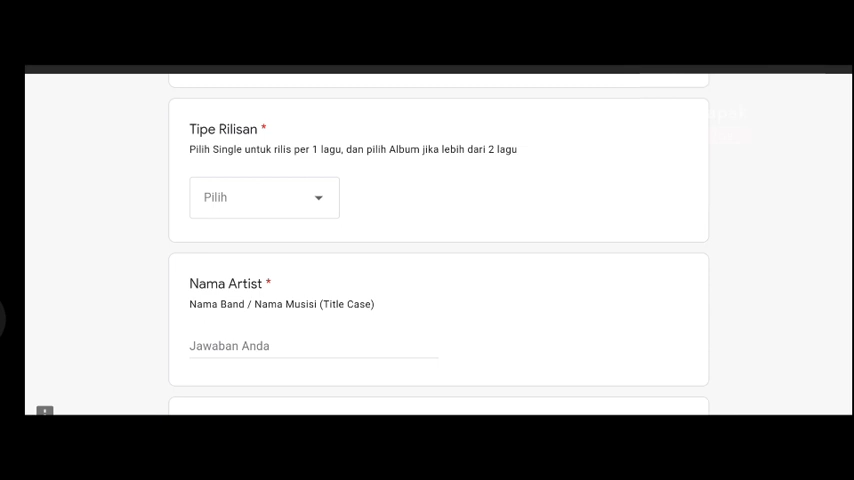 Tipe Rilisan *
Pilih Single untuk rilis per 1 lagu, dan pilih Album jika lebih dari 2 lagu
Pilih
Nama Artist *
Nama Band / Nama Musisi (Title Case)
Jawaban Anda